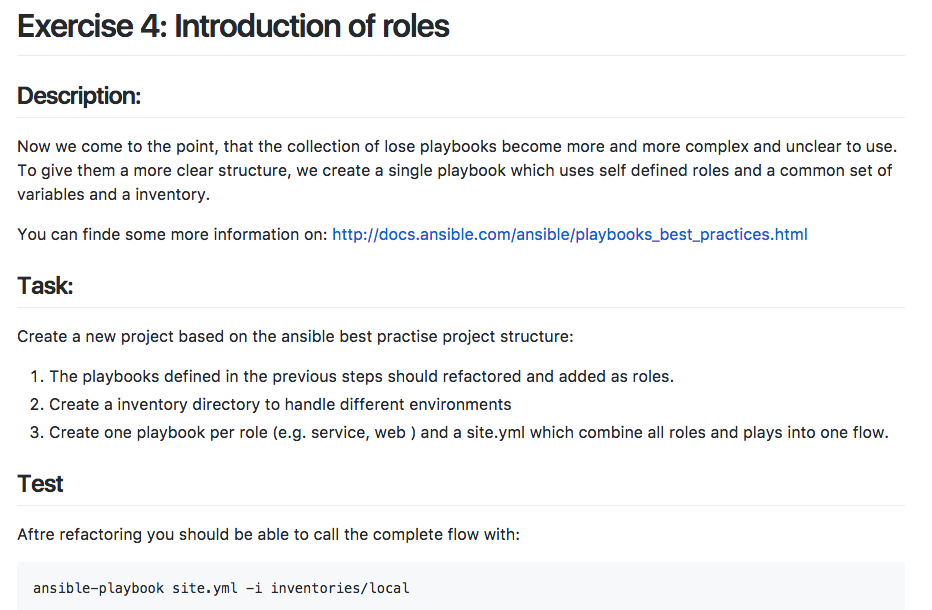 Exercise 4: Introduction of roles
Description:
Now we come to the point, that the collection of lose playbooks become more and more complex and unclear to use.
To give them a more clear structure, we create a single playbook which uses self defined roles and a common set of
variables and a inventory.
You can finde some more information on: http://docs.ansible.com/ansible/playbooks_best_practices.html
Task:
Create a new project based on the ansible best practise project structure:
1. The playbooks defined in the previous steps should refactored and added as roles.
2. Create a inventory directory to handle different environments
3. Create one playbook per role (e.g. service, web ) and a site.yml which combine all roles and plays into one flow.
Test
Aftre refactoring you should be able to call the complete flow with:
ansible-playbook site.yml -i inventories/local